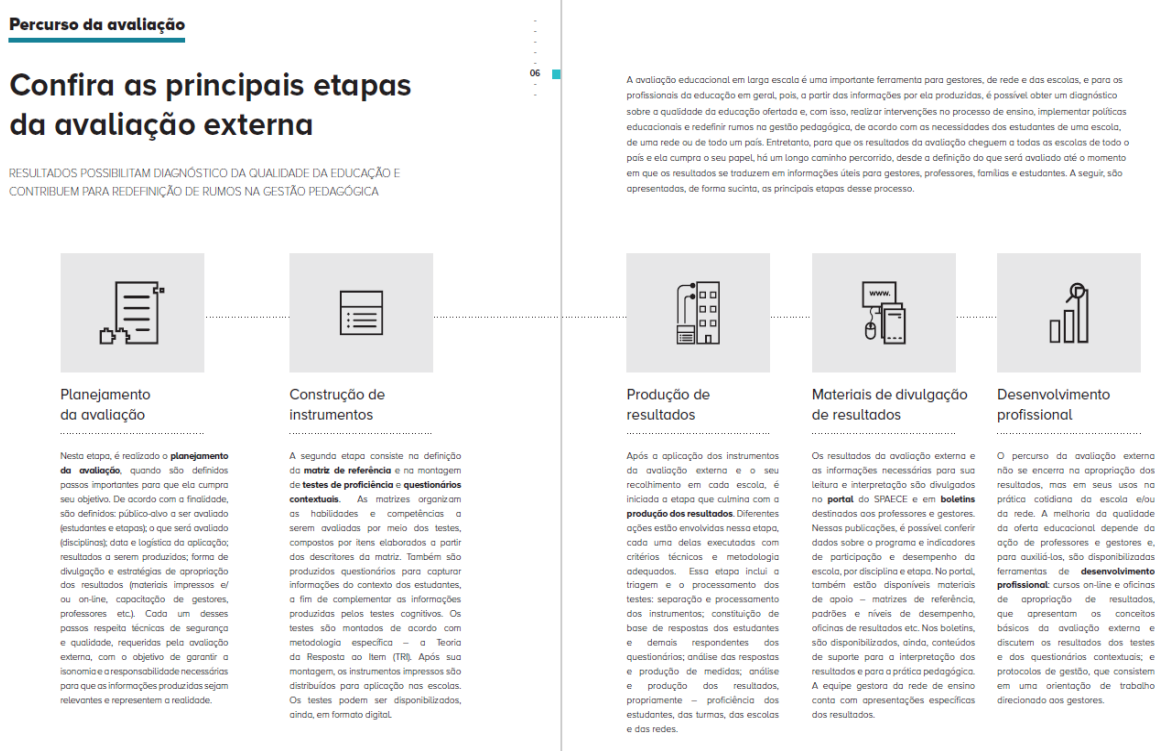 Percurso da avaliação
Confira as principais etapas
da avaliação externa
RESULTADOS POSSIBILITAM DIAGNÓSTICO DA QUALIDADE DA EDUCAÇÃO E
CONTRIBUEM PARA REDEFINIÇÃO DE RUMOS NA GESTÃO PEDAGÓGICA
06
A avaliação educacional em larga escala é uma importante ferramenta para gestores, de rede e das escolas, e para os
profissionais da educação em geral, pois, a partir das informações por ela produzidas, é possível obter um diagnóstico
sobre a qualidade da educação ofertada e, com isso, realizar intervenções no processo de ensino, implementar políticas
educacionais e redefinir rumos na gestão pedagógica, de acordo com as necessidades dos estudantes de uma escola,
de uma rede ou de todo um país. Entretanto, para que os resultados da avaliação cheguem a todas as escolas de todo o
país e ela cumpra o seu papel, há um longo caminho percorrido, desde a definição do que será avaliado até o momento
em que os resultados se traduzem em informações úteis para gestores, professores, famílias e estudantes. A seguir, são
apresentadas, de forma sucinta, as principais etapas desse processo.
Planejamento
da avaliação
Nesta etapa, é realizado o planejamento
da avaliação, quando são definidos
passos importantes para que ela cumpra
seu objetivo. De acordo com a finalidade,
são definidos: público-alvo a ser avaliado
(estudantes e etapas); o que será avaliado
(disciplinas); data e logística da aplicação;
resultados a serem produzidos; forma de
divulgação e estratégias de apropriação
dos resultados (materiais impressos e/
ou on-line, capacitação de gestores,
professores etc.). Cada um desses
passos respeita técnicas de segurança
e qualidade, requeridas pela avaliação
externa, com o objetivo de garantir a
isonomia e a responsabilidade necessárias
para que as informações produzidas sejam
relevantes e representem a realidade.
Construção de
instrumentos
A segunda etapa consiste na definição
da matriz de referência e na montagem
de testes de proficiência e questionários
contextuais. As matrizes organizam
as habilidades e competências a
serem avaliadas por meio dos testes,
compostos por itens elaborados a partir
dos descritores da matriz. Também são
produzidos questionários para capturar
informações do contexto dos estudantes,
a fim de complementar as informações
produzidas pelos testes cognitivos. Os
testes são montados de acordo com
metodologia específica – a Teoria
da Resposta ao Item (TRI). Após sua
montagem, os instrumentos impressos são
distribuídos para aplicação nas escolas.
Os testes podem ser disponibilizados,
ainda, em formato digital.
Produção de
resultados
Após a aplicação dos instrumentos
da avaliação externa e o seu
recolhimento em cada escola, é
iniciada a etapa que culmina com a
produção dos resultados. Diferentes
ações estão envolvidas nessa etapa,
cada uma delas executadas com
critérios técnicos e metodologia
adequados. Essa etapa inclui a
triagem e o processamento dos
testes: separação e processamento
dos instrumentos; constituição de
base de respostas dos estudantes
e demais respondentes dos
questionários; análise das respostas
e produção de medidas; análise
e produção dos resultados,
propriamente – proficiência dos
estudantes, das turmas, das escolas
e das redes.
www.
Materiais de divulgação
de resultados
Os resultados da avaliação externa e
as informações necessárias para sua
leitura e interpretação são divulgados
no portal do SPAECE e em boletins
destinados aos professores e gestores.
Nessas publicações, é possível conferir
dados sobre o programa e indicadores
de participação e desempenho da
escola, por disciplina e etapa. No portal,
também estão disponíveis materiais
de apoio – matrizes de referência,
padrões e níveis de desempenho,
oficinas de resultados etc. Nos boletins,
são disponibilizados, ainda, conteúdos
de suporte para a interpretação dos
resultados e para a prática pedagógica.
A equipe gestora da rede de ensino
conta com apresentações específicas
dos resultados.
Desenvolvimento
profissional
O percurso da avaliação externa
não se encerra na apropriação dos
resultados, mas em seus usos na
prática cotidiana da escola e/ou
da rede. A melhoria da qualidade
da oferta educacional depende da
ação de professores e gestores e,
para auxiliá-los, são disponibilizadas
ferramentas de desenvolvimento
profissional: cursos on-line e oficinas
de apropriação de resultados,
que apresentam os conceitos
básicos da avaliação externa e
discutem os resultados dos testes
e dos questionários contextuais; e
protocolos de gestão, que consistem
em uma orientação de trabalho
direcionado aos gestores.